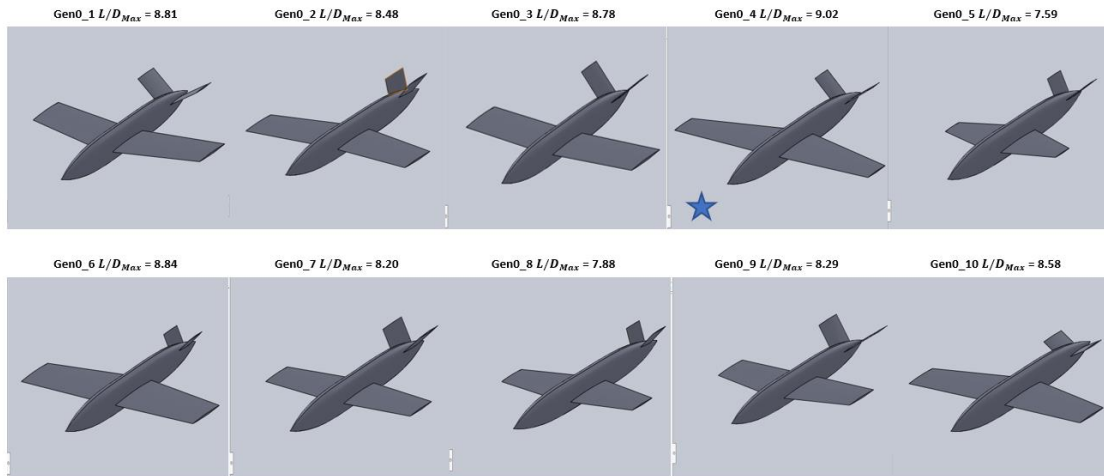 Gen0_1 L/D_Max = 8.81
Gen0_2 L/D_Max = 8.48
Gen0_3 L/D_Max = 8.78
Gen0_4 L/D_Max = 9.02
Gen0_5 L/D_Max = 7.59
Gen0_6 L/D_Max = 8.84
Gen0_7 L/D_Max = 8.20
Gen0_8 L/D_Max = 7.88
Gen0_9 L/D_Max = 8.29
Gen0_10 L/D_Max = 8.58